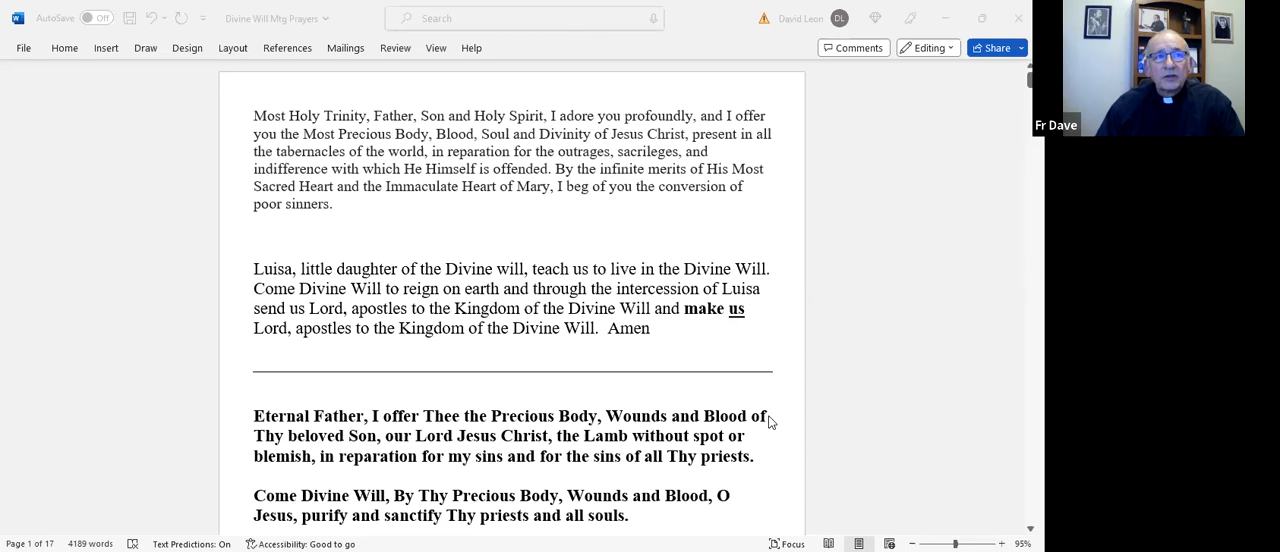 AutoSave Off Divine Will Mtg Prayers Search David Leon DL
File Home Insert Draw Design Layout References Mailings Review View Help Comments Editing Share
Most Holy Trinity, Father, Son and Holy Spirit, I adore you profoundly, and I offer
you the Most Precious Body, Blood, Soul and Divinity of Jesus Christ, present in all
the tabernacles of the world, in reparation for the outrages, sacrileges, and
indifference with which He Himself is offended. By the infinite merits of His Most
Sacred Heart and the Immaculate Heart of Mary, I beg of you the conversion of
poor sinners.
Luisa, little daughter of the Divine will, teach us to live in the Divine Will.
Come Divine Will to reign on earth and through the intercession of Luisa
send us Lord, apostles to the Kingdom of the Divine Will and make us
Lord, apostles to the Kingdom of the Divine Will. Amen
Eternal Father, I offer Thee the Precious Body, Wounds and Blood of
Thy beloved Son, our Lord Jesus Christ, the Lamb without spot or
blemish, in reparation for my sins and for the sins of all Thy priests.
Come Divine Will, By Thy Precious Body, Wounds and Blood, O
Jesus, purify and sanctify Thy priests and all souls.
Page 1 of 17 4189 words Text Predictions: On Accessibility: Good to go Focus 95%
Fr Dave